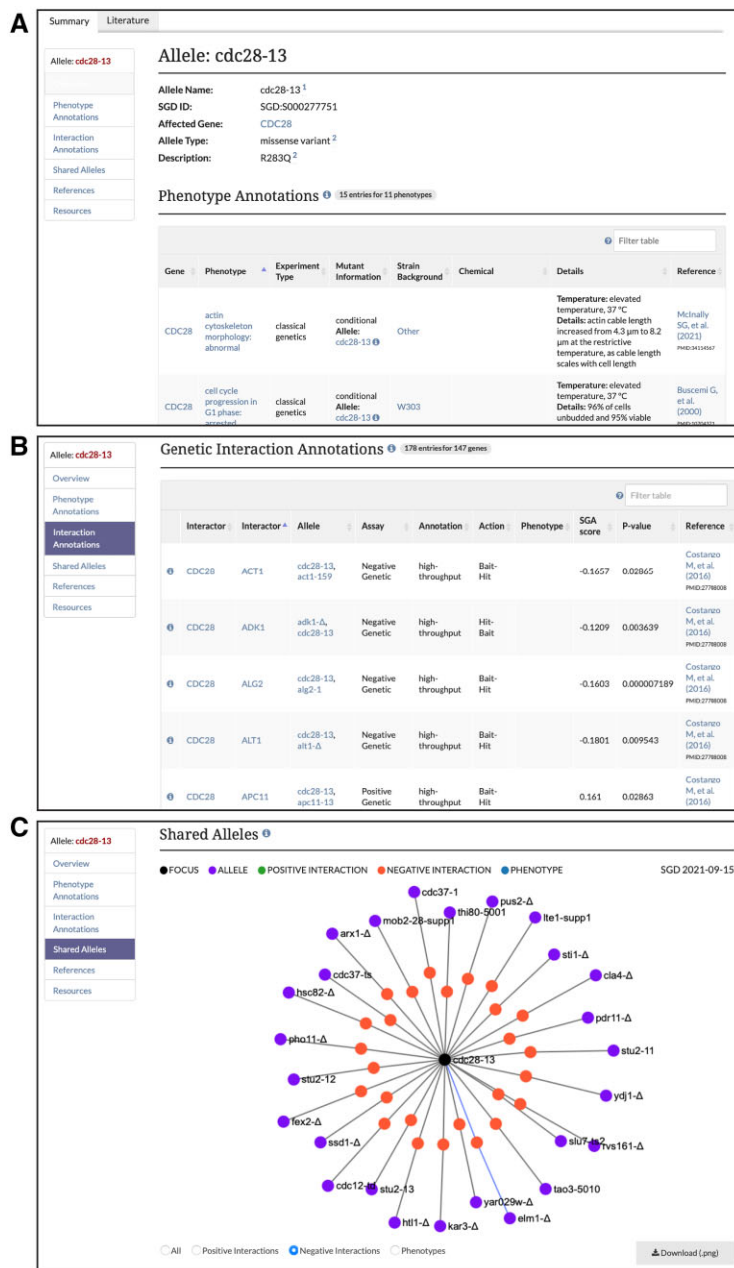 A
Summary
Literature
Allele: cdc28-13
Phenotype
Annotations
Interaction
Annotations
Shared Alleles
References
Resources
Allele: cdc28-13
Allele Name: cdc28-13 1
SGD ID: SGD:S000277751
Affected Gene: CDC28
Allele Type: missense variant 2
Description: R283Q 2
Phenotype Annotations 15 entries for 11 phenotypes
Filter table
Gene Phenotype Experiment Type Mutant Information Strain Background Chemical Details Reference
CDC28 actin cytoskeleton morphology: abnormal classical genetics conditional Allele: cdc28-13 Other Temperature: elevated temperature, 37 °C Details: actin cable length increased from 4.3 µm to 8.2 µm at the restrictive temperature, as cable length scales with cell length McInally SG, et al. (2021) PMID:34114567
CDC28 cell cycle progression in G1 phase: arrested classical genetics conditional Allele: cdc28-13 W303 Temperature: elevated temperature, 37 °C Details: 96% of cells unbudded and 95% viable Buscemi G, et al. (2000)
B
Allele: cdc28-13
Overview
Phenotype
Annotations
Interaction
Annotations
Shared Alleles
References
Resources
Genetic Interaction Annotations 178 entries for 147 genes
Filter table
Interactor Interactor Allele Assay Annotation Action Phenotype SGA score P-value Reference
CDC28 ACT1 cdc28-13, act1-159 Negative Genetic high-throughput Bait-Hit -0.1657 0.02865 Costanzo M, et al. (2016) PMID:27788008
CDC28 ADK1 adk1-Δ, cdc28-13 Negative Genetic high-throughput Hit-Bait -0.1209 0.003639 Costanzo M, et al. (2016) PMID:27788008
CDC28 ALG2 cdc28-13, alg2-1 Negative Genetic high-throughput Bait-Hit -0.1603 0.000007189 Costanzo M, et al. (2016) PMID:27788008
CDC28 ALT1 cdc28-13, alt1-Δ Negative Genetic high-throughput Bait-Hit -0.1801 0.009543 Costanzo M, et al. (2016) PMID:27788008
CDC28 APC11 cdc28-13, apc11-13 Positive Genetic high-throughput Bait-Hit 0.161 0.02863 Costanzo M, et al. (2016)
C
Allele: cdc28-13
Overview
Phenotype
Annotations
Interaction
Annotations
Shared Alleles
References
Resources
Shared Alleles
FOCUS ALLELE POSITIVE INTERACTION NEGATIVE INTERACTION PHENOTYPE SGD 2021-09-15
cdc37-1
pus2-Δ
thi80-5001
mob2-28-supp1
lte1-supp1
arx1-Δ
sti1-Δ
cdc37-ts
cla4-Δ
hsc82-Δ
pdr11-Δ
pho11-Δ
stu2-11
cdc28-13
stu2-12
ydj1-Δ
fex2-Δ
ssd1-Δ
slu7-ts2
rvs161-Δ
cdc12-td
stu2-13
tao3-5010
yar029w-Δ
htl1-Δ
kar3-Δ
elm1-Δ
All Positive Interactions Negative Interactions Phenotypes
Download (.png)